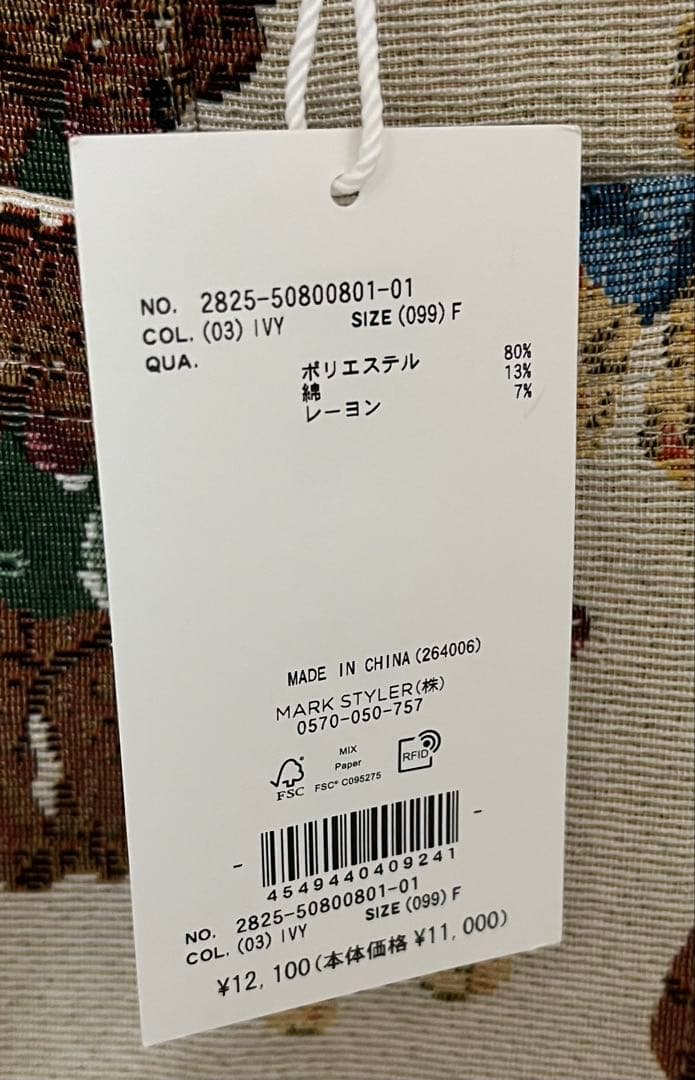 NO. 2825-50800801-01
COL. (03) IVY SIZE (099) F
QUA.
ポリエステル 80%
綿 13%
レーヨン 7%
MADE IN CHINA (264006)
MARK STYLER(株)
0570-050-757
FSC
MIX
Paper
FSC® C095275
RFID
4549440409241
NO. 2825-50800801-01
COL. (03) IVY SIZE (099) F
¥12,100(本体価格 ¥11,000)